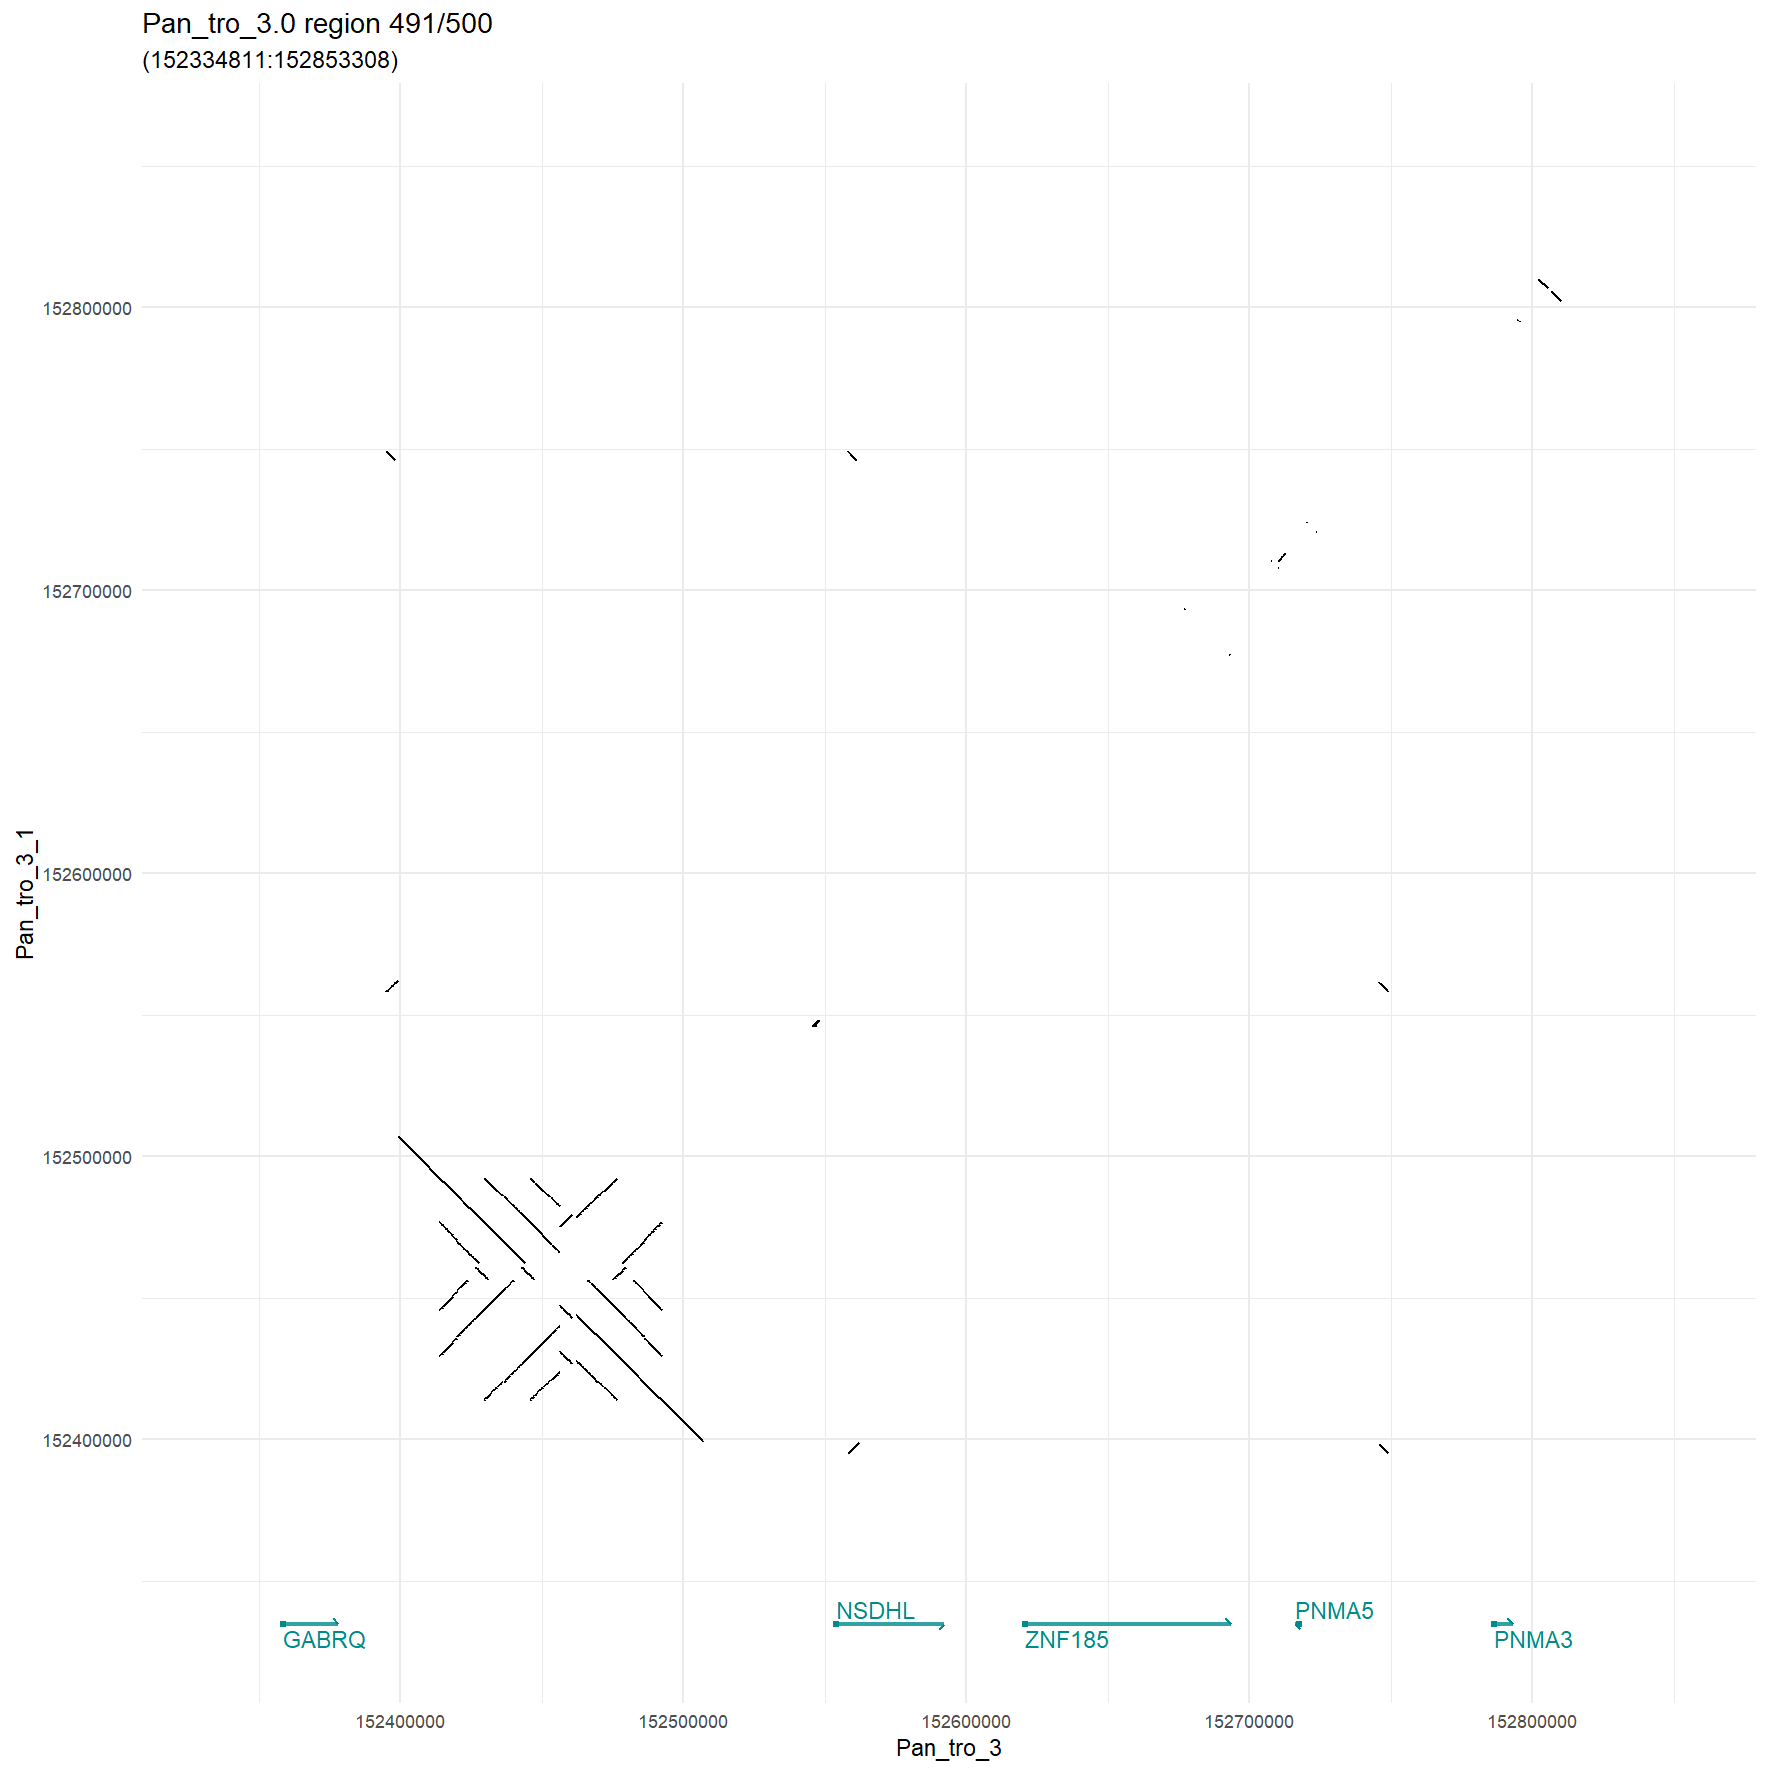 Pan_tro_3.0 region 491/500
(152334811:152853308)
152800000
152700000
152600000
152500000
152400000
Pan_tro_3_1
NSDHL
PNMA5
GABRQ
ZNF185
PNMA3
152400000
152500000
152600000
152700000
152800000
Pan_tro_3